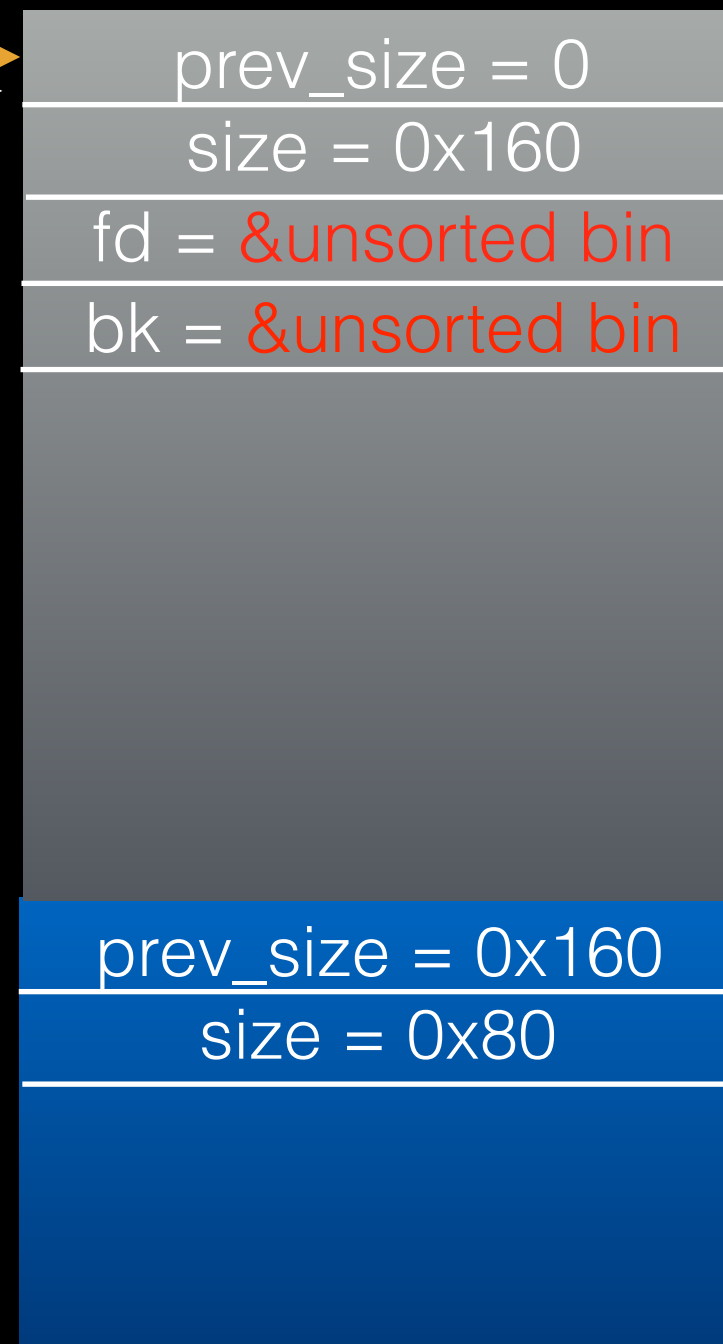 prev_size = 0
size = 0x160
fd = &unsorted bin
bk = &unsorted bin
prev_size = 0x160
size = 0x80